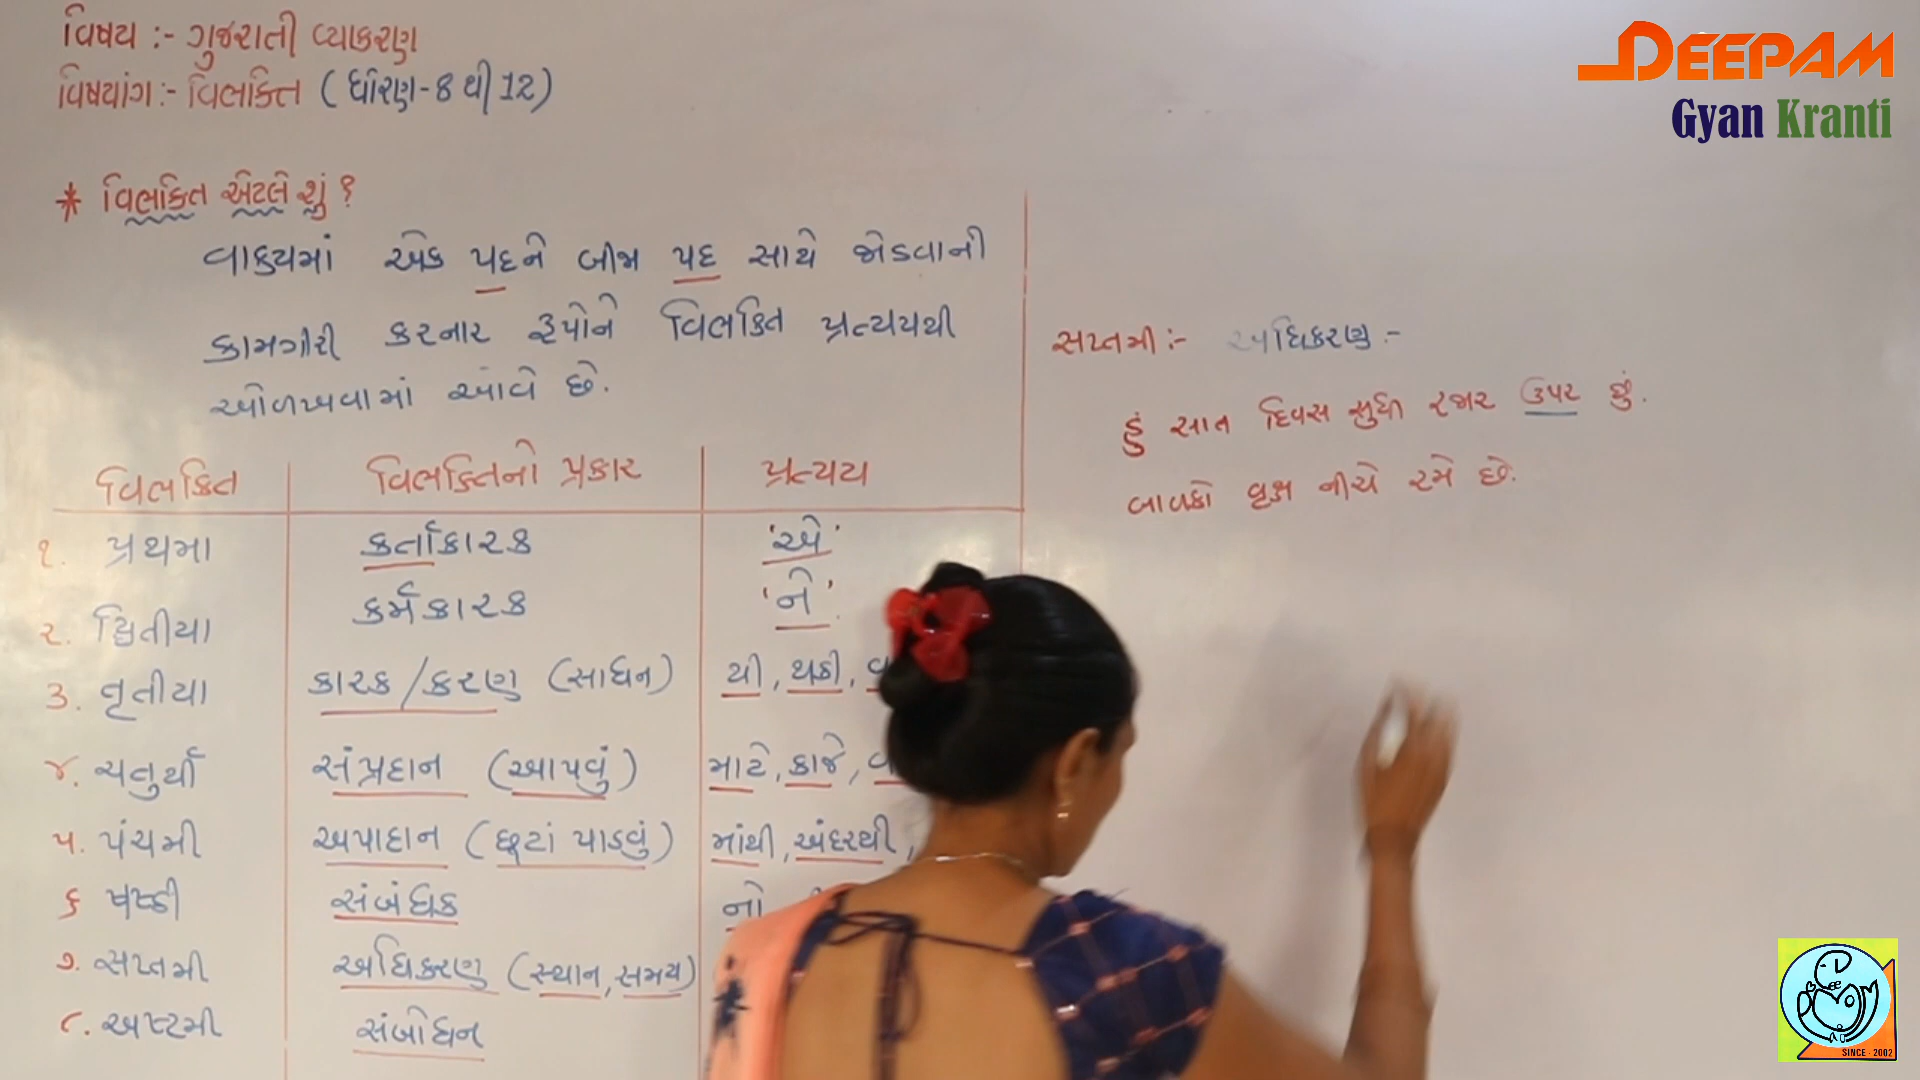 વિષય :- ગુજરાતી વ્યાકરણ
વિષયાંગ :- વિભક્તિ (ધોરણ-8 થી 12)
* વિભક્તિ એટલે શું ?
વાક્યમાં એક પદને બીજા પદ સાથે જોડવાની
કામગીરી કરનાર રૂપોને વિભક્તિ પ્રત્યયથી
ઓળખવામાં આવે છે.
વિભક્તિ વિભક્તિનો પ્રકાર પ્રત્યય
૧. પ્રથમા કર્તાકારક 'એ'
૨. દ્વિતીયા કર્મકારક 'ને'
૩. તૃતીયા કારક/કરણ (સાધન) થી, થકી,
૪. ચતુર્થી સંપ્રદાન (આપવું) માટે, કાજે,
૫. પંચમી અપાદાન (છૂટાં પાડવું) માંથી, અંદરથી,
૬ ષષ્ઠી સંબંધક નો
૭. સપ્તમી અધિકરણ (સ્થાન, સમય)
૮. અષ્ટમી સંબોધન
સપ્તમી :- અધિકરણ :-
હું સાત દિવસ સુધી રજાર ઉપર છું.
બાળકો વૃક્ષ નીચે રમે છે.
DEEPAM
Gyan Kranti
SINCE - 2002